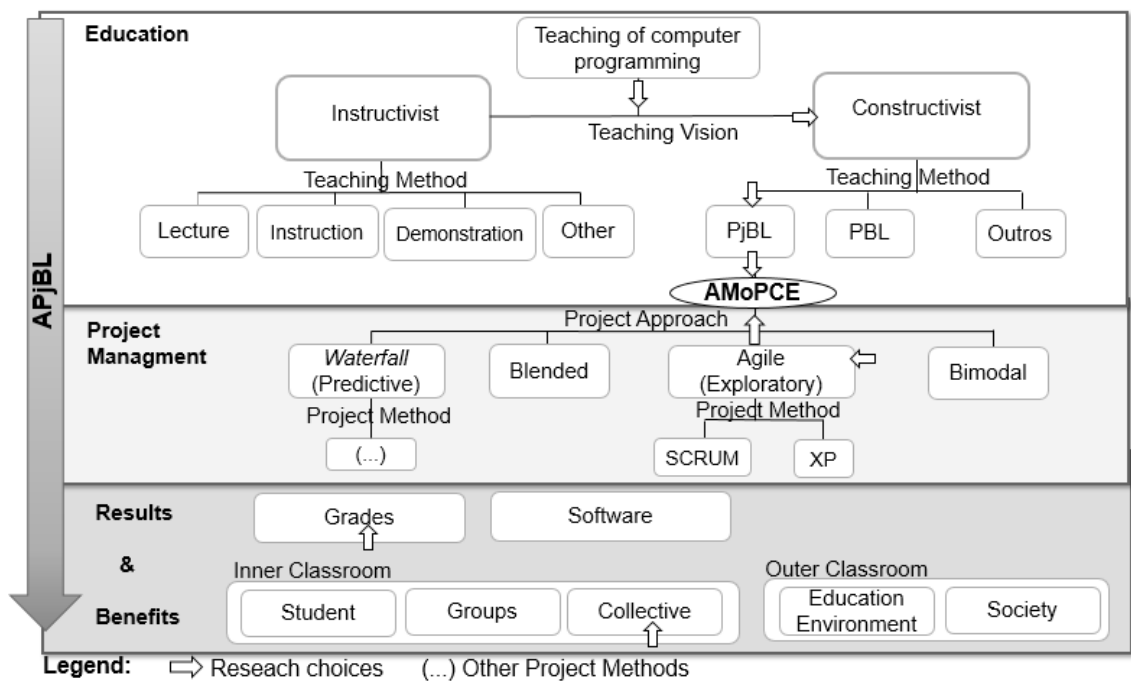 APjBL
Education
Teaching of computer
programming
Instructivist
Constructivist
Teaching Vision
Teaching Method
Teaching Method
Lecture
Instruction
Demonstration
Other
PjBL
PBL
Outros
AMoPCE
Project
Managment
Project Approach
Waterfall
(Predictive)
Blended
Agile
(Exploratory)
Bimodal
Project Method
Project Method
(...)
SCRUM
XP
Results
&
Benefits
Grades
Software
Inner Classroom
Student
Groups
Collective
Outer Classroom
Education
Environment
Society
Legend: Reseach choices (...) Other Project Methods